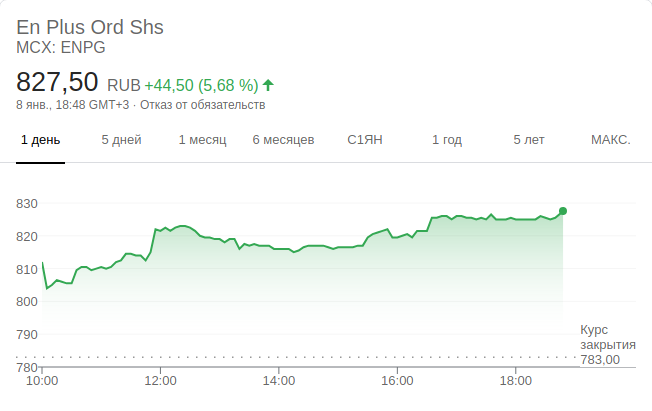 En Plus Ord Shs
MCX: ENPG
827,50 RUB +44,50 (5,68 %)
8 янв., 18:48 GMT+3 · Отказ от обязательств
1 день 5 дней 1 месяц 6 месяцев С1ЯН 1 год 5 лет МАКС.
830
820
810
800
790
780
Курс
закрытия
783,00
10:00 12:00 14:00 16:00 18:00